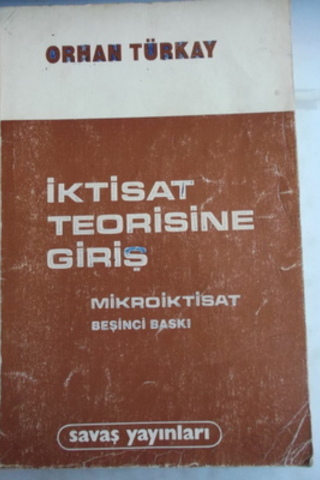 ORHAN TÜRKAY
İKTİSAT
TEORİSİNE
GİRİŞ
MİKROİKTİSAT
BEŞİNCİ BASKI
savaş yayınları